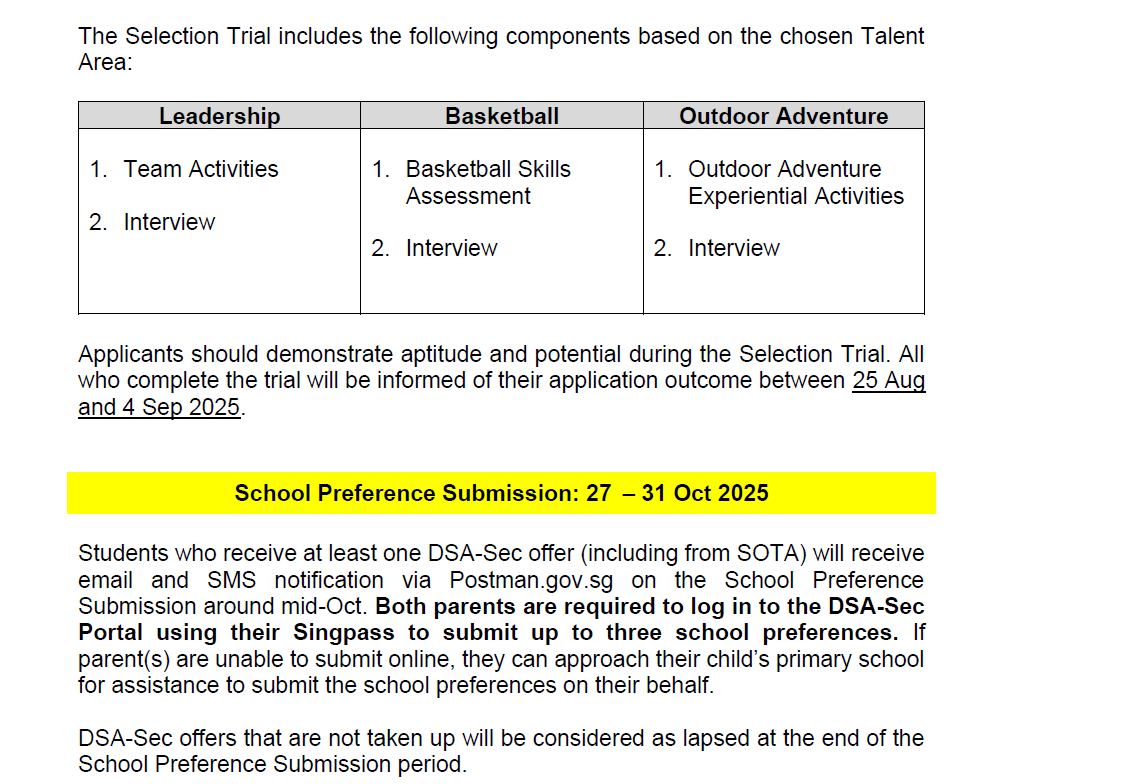 The Selection Trial includes the following components based on the chosen Talent
Area:
Leadership
Basketball
Outdoor Adventure
1. Team Activities
2. Interview
1. Basketball Skills
Assessment
2. Interview
1. Outdoor Adventure
Experiential Activities
2. Interview
Applicants should demonstrate aptitude and potential during the Selection Trial. All
who complete the trial will be informed of their application outcome between 25 Aug
and 4 Sep 2025.
School Preference Submission: 27 – 31 Oct 2025
Students who receive at least one DSA-Sec offer (including from SOTA) will receive
email and SMS notification via Postman.gov.sg on the School Preference
Submission around mid-Oct. Both parents are required to log in to the DSA-Sec
Portal using their Singpass to submit up to three school preferences. If
parent(s) are unable to submit online, they can approach their child’s primary school
for assistance to submit the school preferences on their behalf.
DSA-Sec offers that are not taken up will be considered as lapsed at the end of the
School Preference Submission period.